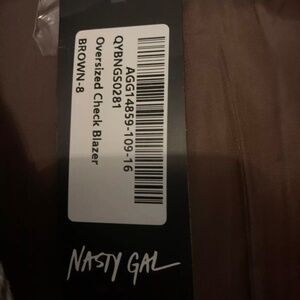 AGG14859-109-16
QYBNGS0281
Oversized Check Blazer
BROWN-8
NASTY GAL